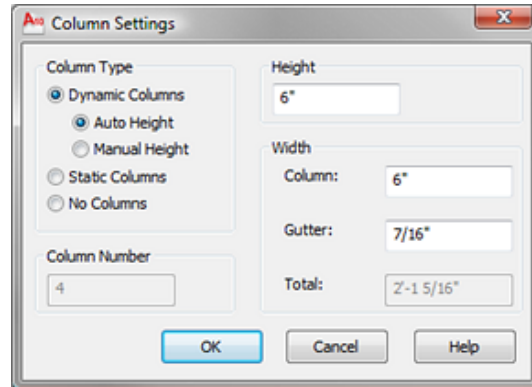 Column Settings
Column Type
Dynamic Columns
Auto Height
Manual Height
Static Columns
No Columns
Column Number
4
Height
6"
Width
Column: 6"
Gutter: 7/16"
Total: 2'-1 5/16"
OK Cancel Help